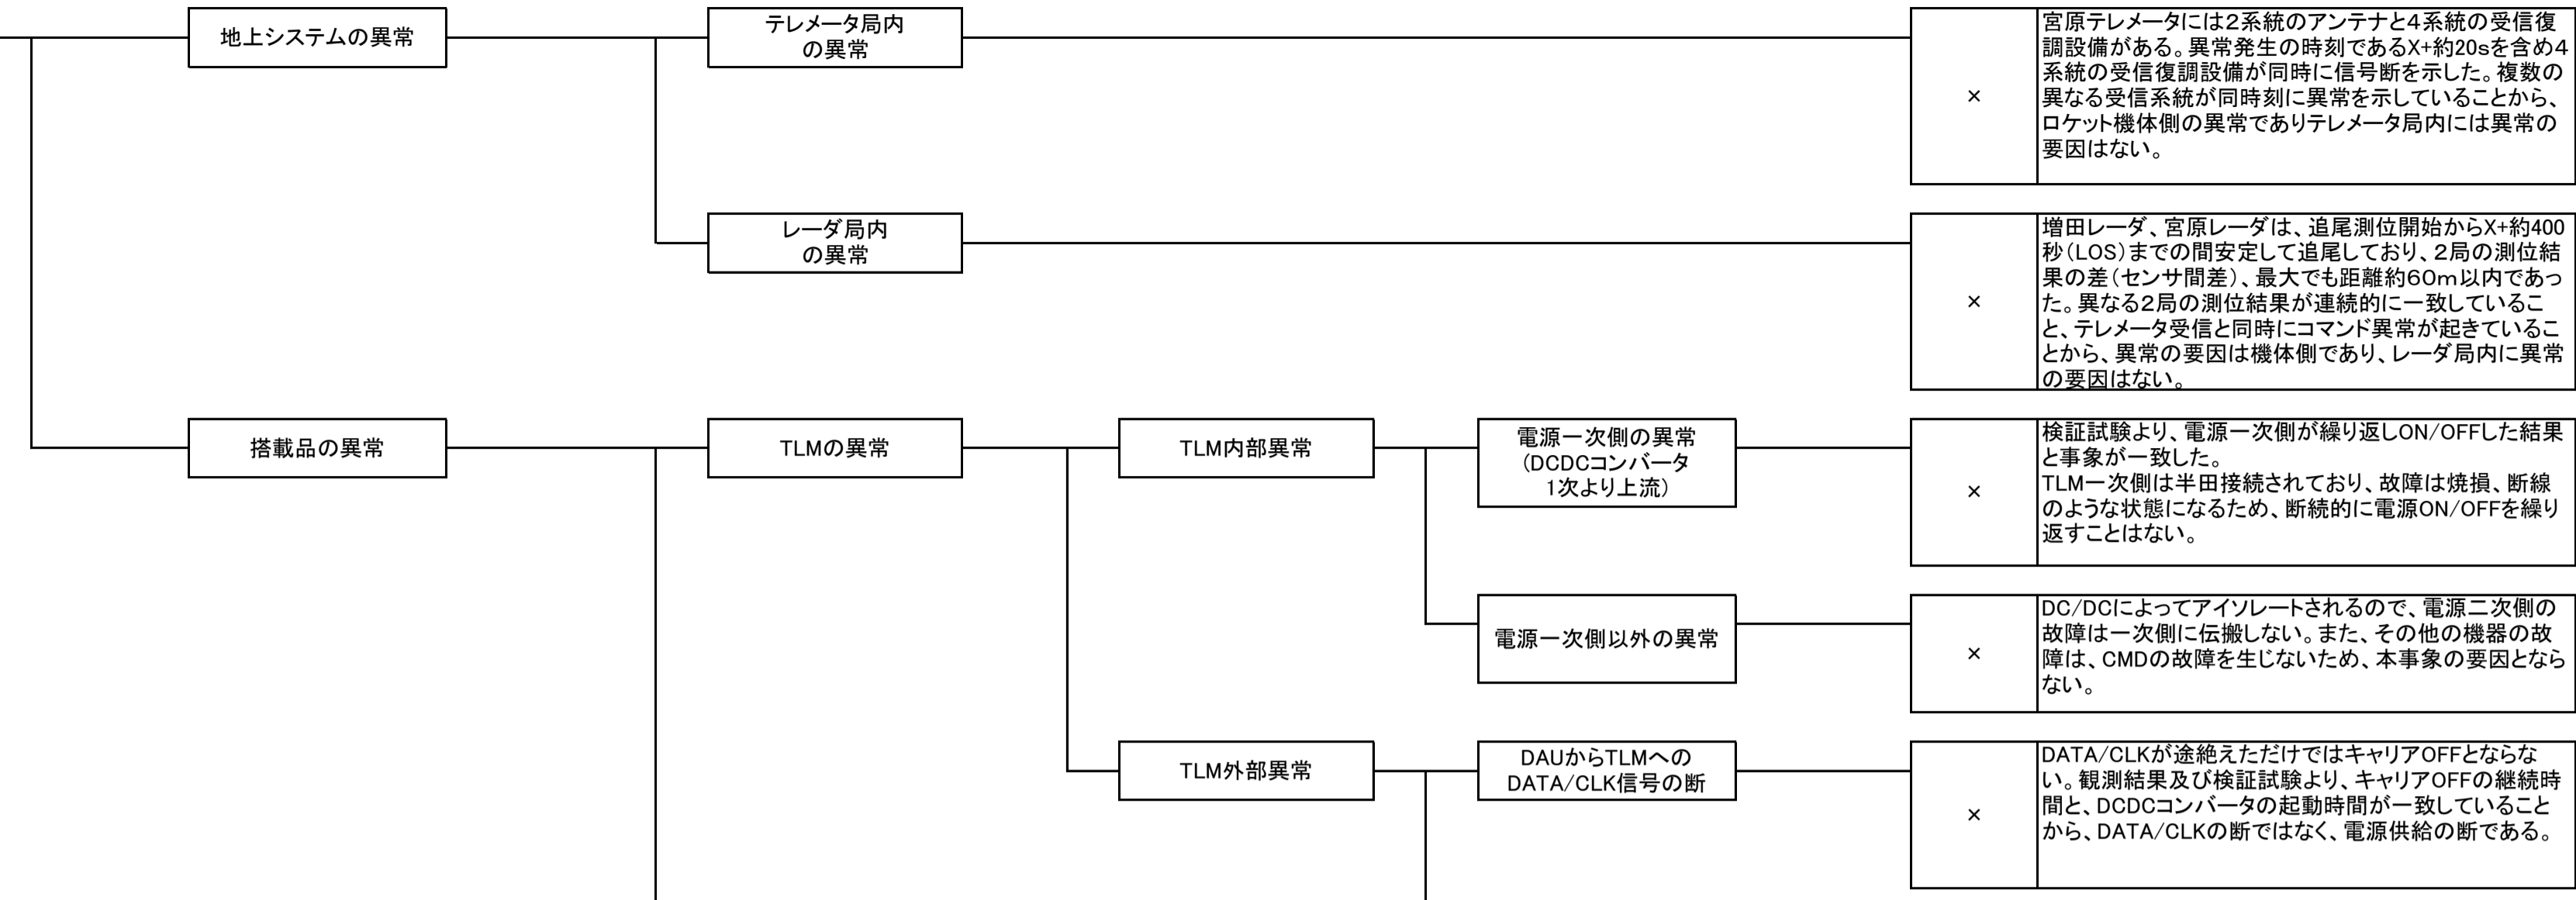 地上システムの異常
テレメータ局内
の異常
×
宮原テレメータには2系統のアンテナと4系統の受信復
調設備がある。異常発生の時刻であるX+約20sを含め4
系統の受信復調設備が同時に信号断を示した。複数の
異なる受信系統が同時刻に異常を示していることから、
ロケット機体側の異常でありテレメータ局内には異常の
要因はない。
レーダ局内
の異常
×
増田レーダ、宮原レーダは、追尾測位開始からX+約400
秒(LOS)までの間安定して追尾しており、2局の測位結
果の差(センサ間差)、最大でも距離約60m以内であっ
た。異なる2局の測位結果が連続的に一致しているこ
と、テレメータ受信と同時にコマンド異常が起きているこ
とから、異常の要因は機体側であり、レーダ局内に異常
の要因はない。
搭載品の異常
TLMの異常
TLM内部異常
電源一次側の異常
(DCDCコンバータ
1次より上流)
×
検証試験より、電源一次側が繰り返しON/OFFした結果
と事象が一致した。
TLM一次側は半田接続されており、故障は焼損、断線
のような状態になるため、断続的に電源ON/OFFを繰り
返すことはない。
電源一次側以外の異常
×
DC/DCによってアイソレートされるので、電源二次側の
故障は一次側に伝搬しない。また、その他の機器の故
障は、CMDの故障を生じないため、本事象の要因となら
ない。
TLM外部異常
DAUからTLMへの
DATA/CLK信号の断
×
DATA/CLKが途絶えただけではキャリアOFFとならな
い。観測結果及び検証試験より、キャリアOFFの継続時
間と、DCDCコンバータの起動時間が一致していること
から、DATA/CLKの断ではなく、電源供給の断である。